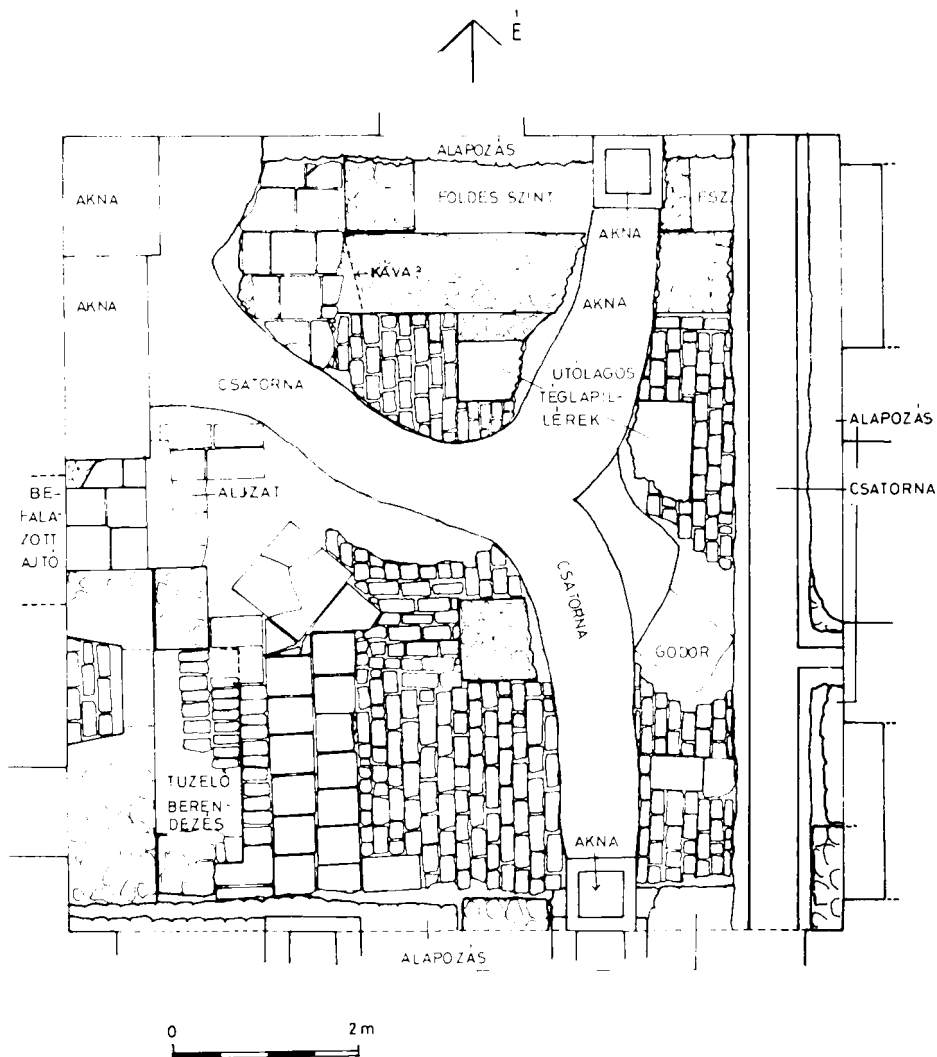 É
ALAPOZÁS
AKNA
FÖLDES SZINT
FSZ.
AKNA
KÁVA?
AKNA
AKNA
CSATORNA
UTÓLAGOS
TÉGLAPIL-
LÉREK
ALAPOZÁS
CSATORNA
ALJZAT
BE-
FALA-
ZOTT
AJTÓ
CSATORNA
GÖDÖR
TÜZELŐ
BEREN-
DEZÉS
AKNA
ALAPOZÁS
0 2 m